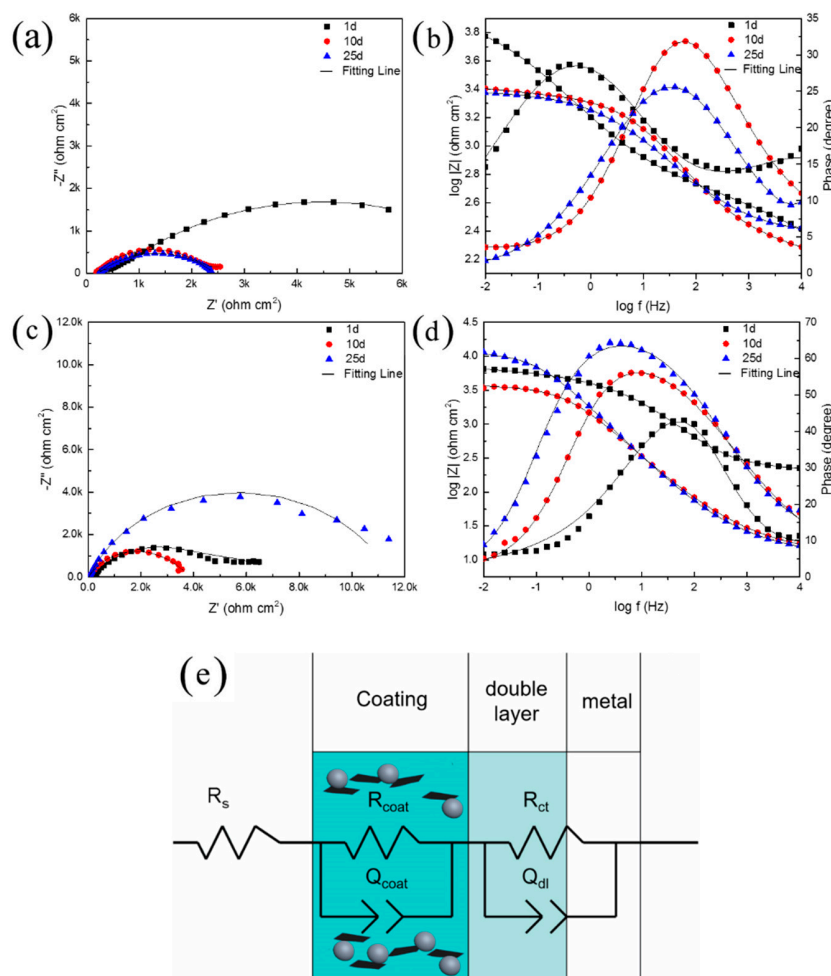 (a)
1d
10d
25d
Fitting Line
6k
5k
4k
3k
2k
1k
0
-Z'' (ohm cm²)
0 1k 2k 3k 4k 5k 6k
Z' (ohm cm²)
(b)
1d
10d
25d
Fitting Line
3.8
3.6
3.4
3.2
3.0
2.8
2.6
2.4
2.2
log |Z| (ohm cm²)
35
30
25
20
15
10
5
0
Phase (degree)
-2 -1 0 1 2 3 4
log f (Hz)
(c)
1d
10d
25d
Fitting Line
12.0k
10.0k
8.0k
6.0k
4.0k
2.0k
0.0
-Z'' (ohm cm²)
0.0 2.0k 4.0k 6.0k 8.0k 10.0k 12.0k
Z' (ohm cm²)
(d)
1d
10d
25d
Fitting Line
4.5
4.0
3.5
3.0
2.5
2.0
1.5
1.0
log |Z| (ohm cm²)
70
60
50
40
30
20
10
0
Phase (degree)
-2 -1 0 1 2 3 4
log f (Hz)
(e)
Coating
double
layer
metal
Rs
Rcoat
Rct
Qcoat
Qdl